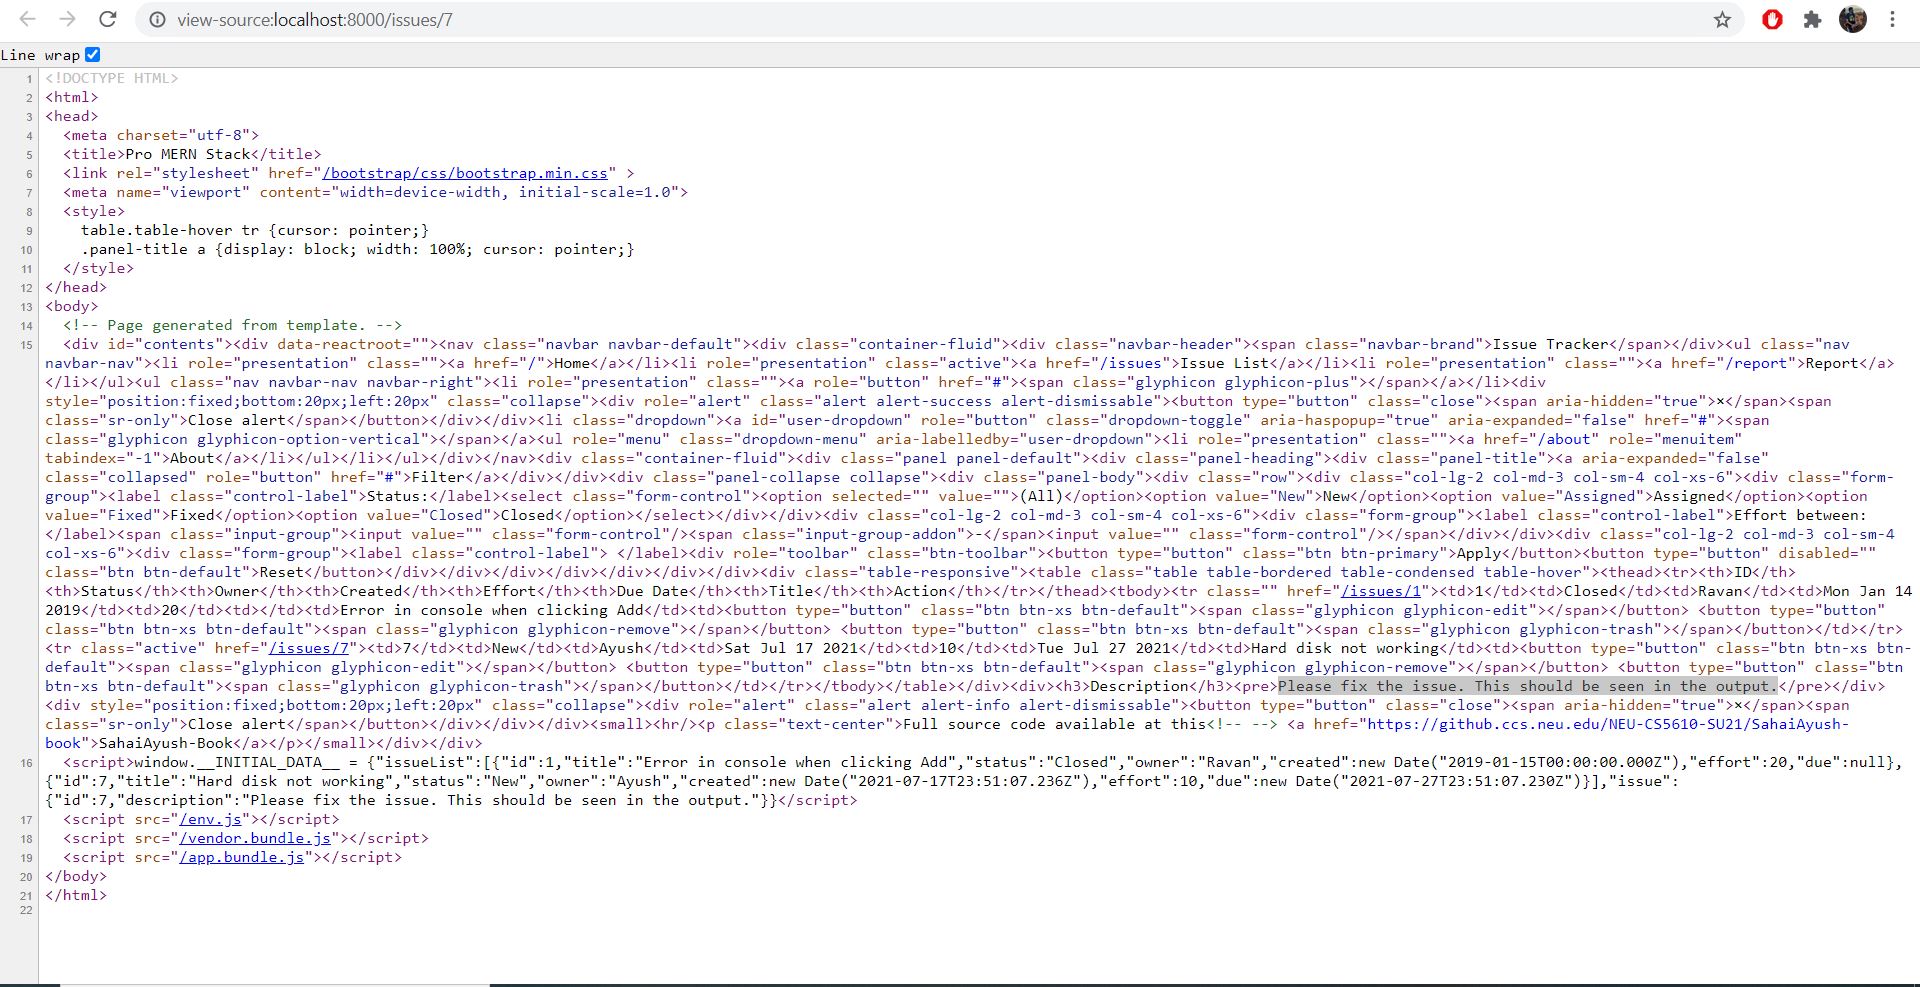 view-source:localhost:8000/issues/7
Line wrap
1 <!DOCTYPE HTML>
2 <html>
3 <head>
4 <meta charset="utf-8">
5 <title>Pro MERN Stack</title>
6 <link rel="stylesheet" href="/bootstrap/css/bootstrap.min.css" >
7 <meta name="viewport" content="width=device-width, initial-scale=1.0">
8 <style>
9 table.table-hover tr {cursor: pointer;}
10 .panel-title a {display: block; width: 100%; cursor: pointer;}
11 </style>
12 </head>
13 <body>
14 <!-- Page generated from template. -->
15 <div id="contents"><div data-reactroot=""><nav class="navbar navbar-default"><div class="container-fluid"><div class="navbar-header"><span class="navbar-brand">Issue Tracker</span></div><ul class="nav
navbar-nav"><li role="presentation" class=""><a href="/">Home</a></li><li role="presentation" class="active"><a href="/issues">Issue List</a></li><li role="presentation" class=""><a href="/report">Report</a>
</li></ul><ul class="nav navbar-nav navbar-right"><li role="presentation" class=""><a role="button" href="#"><span class="glyphicon glyphicon-plus"></span></a></li><div
style="position:fixed;bottom:20px;left:20px" class="collapse"><div role="alert" class="alert alert-success alert-dismissable"><button type="button" class="close"><span aria-hidden="true">×</span><span
class="sr-only">Close alert</span></button></div></div><li class="dropdown"><a id="user-dropdown" role="button" class="dropdown-toggle" aria-haspopup="true" aria-expanded="false" href="#"><span
class="glyphicon glyphicon-option-vertical"></span></a><ul role="menu" class="dropdown-menu" aria-labelledby="user-dropdown"><li role="presentation" class=""><a href="/about" role="menuitem"
tabindex="-1">About</a></li></ul></li></ul></div></nav><div class="container-fluid"><div class="panel panel-default"><div class="panel-heading"><div class="panel-title"><a aria-expanded="false"
class="collapsed" role="button" href="#">Filter</a></div></div><div class="panel-collapse collapse"><div class="panel-body"><div class="row"><div class="col-lg-2 col-md-3 col-sm-4 col-xs-6"><div class="form-
group"><label class="control-label">Status:</label><select class="form-control"><option selected="" value="">(All)</option><option value="New">New</option><option value="Assigned">Assigned</option><option
value="Fixed">Fixed</option><option value="Closed">Closed</option></select></div></div><div class="col-lg-2 col-md-3 col-sm-4 col-xs-6"><div class="form-group"><label class="control-label">Effort between:
</label><span class="input-group"><input value="" class="form-control"/><span class="input-group-addon">-</span><input value="" class="form-control"/></span></div></div><div class="col-lg-2 col-md-3 col-sm-4
col-xs-6"><div class="form-group"><label class="control-label"> </label><div role="toolbar" class="btn-toolbar"><button type="button" class="btn btn-primary">Apply</button><button type="button" disabled=""
class="btn btn-default">Reset</button></div></div></div></div></div></div></div><div class="table-responsive"><table class="table table-bordered table-condensed table-hover"><thead><tr><th>ID</th>
<th>Status</th><th>Owner</th><th>Created</th><th>Effort</th><th>Due Date</th><th>Title</th><th>Action</th></tr></thead><tbody><tr class="" href="/issues/1"><td>1</td><td>Closed</td><td>Ravan</td><td>Mon Jan 14
2019</td><td>20</td><td></td><td>Error in console when clicking Add</td><td><button type="button" class="btn btn-xs btn-default"><span class="glyphicon glyphicon-edit"></span></button> <button type="button"
class="btn btn-xs btn-default"><span class="glyphicon glyphicon-remove"></span></button> <button type="button" class="btn btn-xs btn-default"><span class="glyphicon glyphicon-trash"></span></button></td></tr>
<tr class="active" href="/issues/7"><td>7</td><td>New</td><td>Ayush</td><td>Sat Jul 17 2021</td><td>10</td><td>Tue Jul 27 2021</td><td>Hard disk not working</td><td><button type="button" class="btn btn-xs btn-
default"><span class="glyphicon glyphicon-edit"></span></button> <button type="button" class="btn btn-xs btn-default"><span class="glyphicon glyphicon-remove"></span></button> <button type="button" class="btn
btn-xs btn-default"><span class="glyphicon glyphicon-trash"></span></button></td></tr></tbody></table></div><div><h3>Description</h3><pre>Please fix the issue. This should be seen in the output.</pre></div>
<div style="position:fixed;bottom:20px;left:20px" class="collapse"><div role="alert" class="alert alert-info alert-dismissable"><button type="button" class="close"><span aria-hidden="true">×</span><span
class="sr-only">Close alert</span></button></div></div></div><small><hr/><p class="text-center">Full source code available at this<!-- --> <a href="https://github.ccs.neu.edu/NEU-CS5610-SU21/SahaiAyush-
book">SahaiAyush-Book</a></p></small></div></div>
16 <script>window.__INITIAL_DATA__ = {"issueList":[{"id":1,"title":"Error in console when clicking Add","status":"Closed","owner":"Ravan","created":new Date("2019-01-15T00:00:00.000Z"),"effort":20,"due":null},
{"id":7,"title":"Hard disk not working","status":"New","owner":"Ayush","created":new Date("2021-07-17T23:51:07.236Z"),"effort":10,"due":new Date("2021-07-27T23:51:07.230Z")}],"issue":
{"id":7,"description":"Please fix the issue. This should be seen in the output."}}</script>
17 <script src="/env.js"></script>
18 <script src="/vendor.bundle.js"></script>
19 <script src="/app.bundle.js"></script>
20 </body>
21 </html>
22